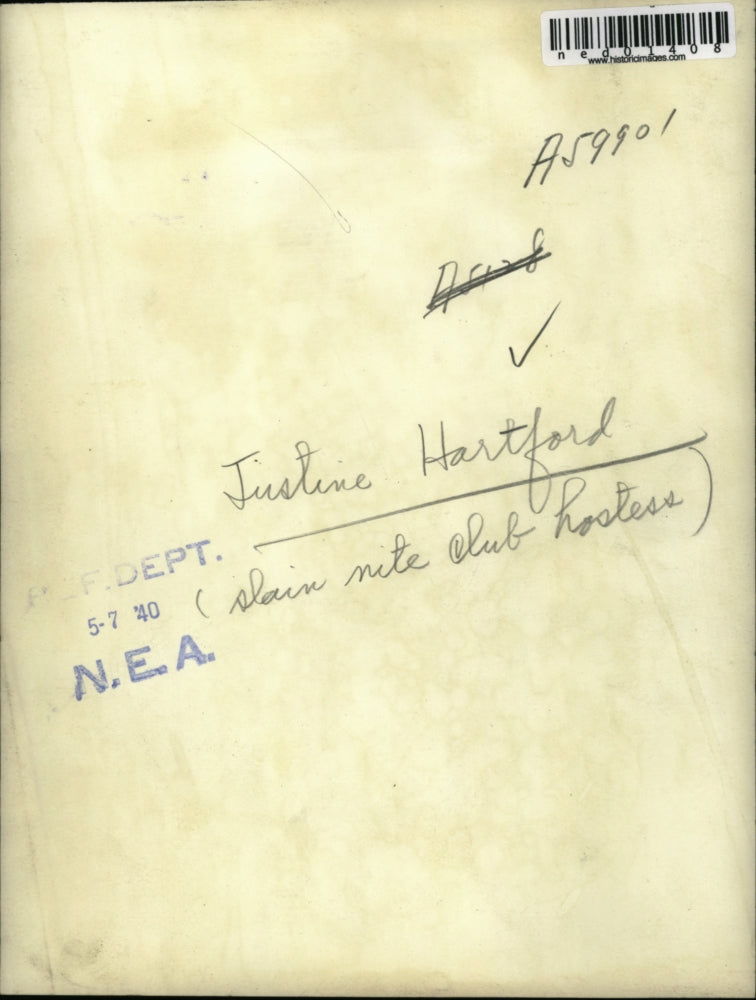 ned01408
www.historicimages.com
A59901
Justine Hartford
(slain nite club hostess)
F. DEPT.
5-7 '40
N.E.A.